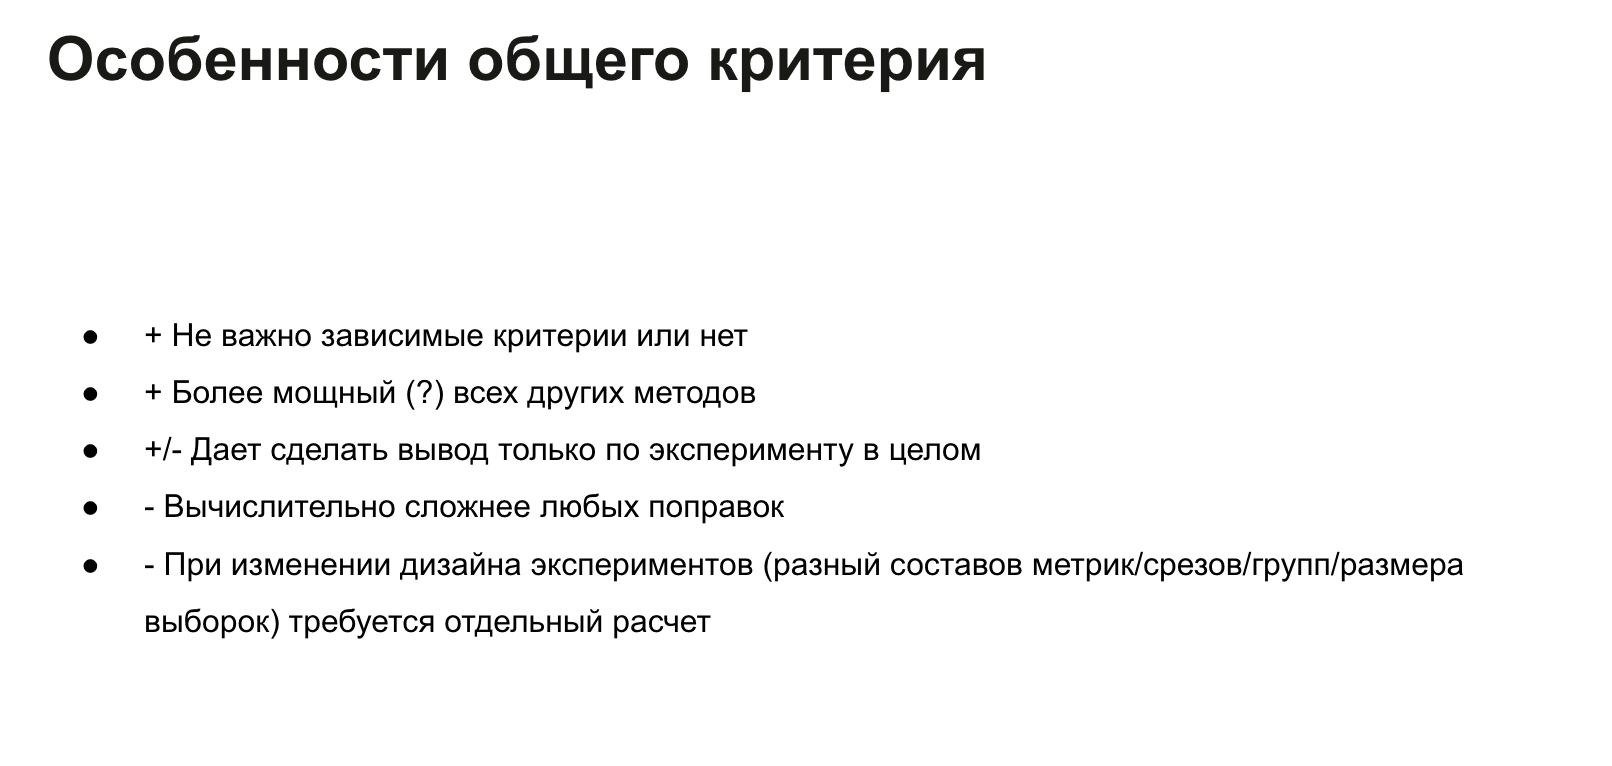 Особенности общего критерия
● + Не важно зависимые критерии или нет
● + Более мощный (?) всех других методов
● +/- Дает сделать вывод только по эксперименту в целом
● - Вычислительно сложнее любых поправок
● - При изменении дизайна экспериментов (разный составов метрик/срезов/групп/размера
выборок) требуется отдельный расчет